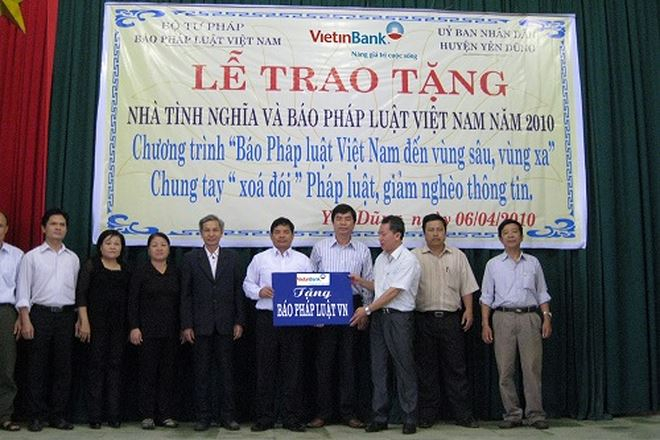 BỘ TƯ PHÁP
BÁO PHÁP LUẬT VIỆT NAM
VietinBank
Nâng giá trị cuộc sống
UỶ BAN NHÂN DÂN
HUYỆN YÊN DŨNG
LỄ TRAO TẶNG
NHÀ TÌNH NGHĨA VÀ BÁO PHÁP LUẬT VIỆT NAM NĂM 2010
Chương trình “Báo Pháp luật Việt Nam đến vùng sâu, vùng xa”
Chung tay “ xoá đói ” Pháp luật, giảm nghèo thông tin.
06/04/2010
VietinBank
Tặng
BÁO PHÁP LUẬT VN